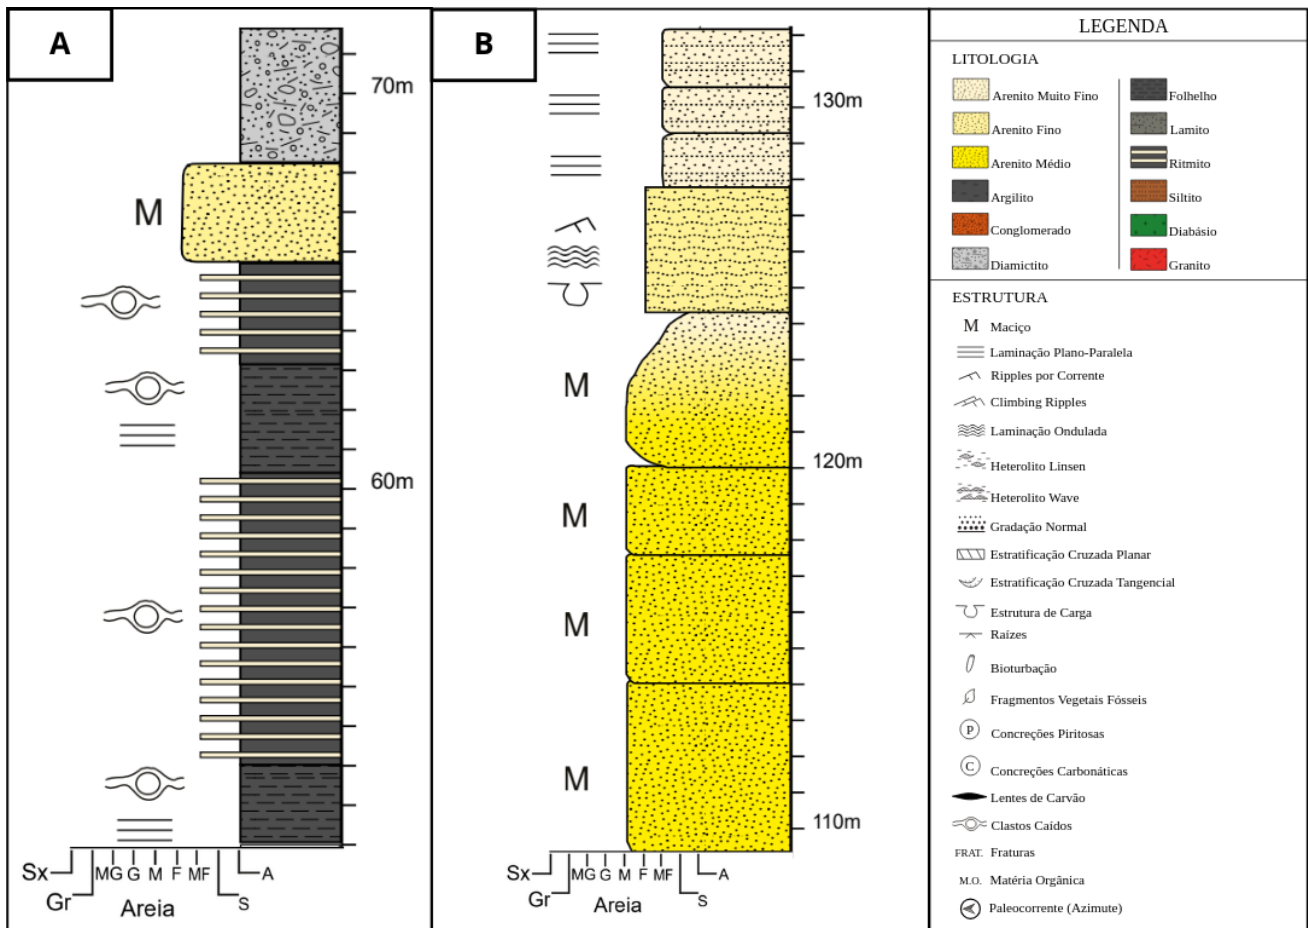 A
70m
M
60m
Sx
MG G M F MF
A
Gr
Areia
S
B
130m
M
120m
M
M
M
110m
Sx
MG G M F MF
A
Gr
Areia
S
LEGENDA
LITOLOGIA
Arenito Muito Fino
Arenito Fino
Arenito Médio
Argilito
Conglomerado
Diamictito
Folhelho
Lamito
Ritmito
Siltito
Diabásio
Granito
ESTRUTURA
M Maciço
Laminação Plano-Paralela
Ripples por Corrente
Climbing Ripples
Laminação Ondulada
Heterolito Linsen
Heterolito Wave
Gradação Normal
Estratificação Cruzada Planar
Estratificação Cruzada Tangencial
Estrutura de Carga
Raízes
Bioturbação
Fragmentos Vegetais Fósseis
P Concreções Piritosas
C Concreções Carbonáticas
Lentes de Carvão
Clastos Caídos
FRAT. Fraturas
M.O. Matéria Orgânica
Paleocorrente (Azimute)